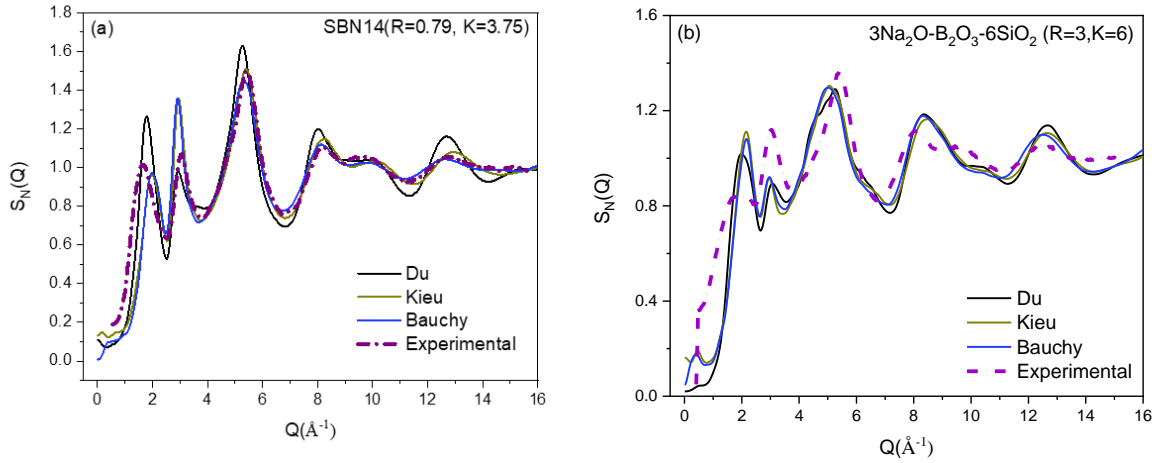 (a)
SBN14(R=0.79, K=3.75)
S_N(Q)
1.8
1.6
1.4
1.2
1.0
0.8
0.6
0.4
0.2
0.0
Du
Kieu
Bauchy
Experimental
0 2 4 6 8 10 12 14 16
Q(Å⁻¹)
(b)
3Na₂O-B₂O₃-6SiO₂ (R=3,K=6)
S_N(Q)
1.6
1.2
0.8
0.4
0.0
Du
Kieu
Bauchy
Experimental
0 2 4 6 8 10 12 14 16
Q(Å⁻¹)